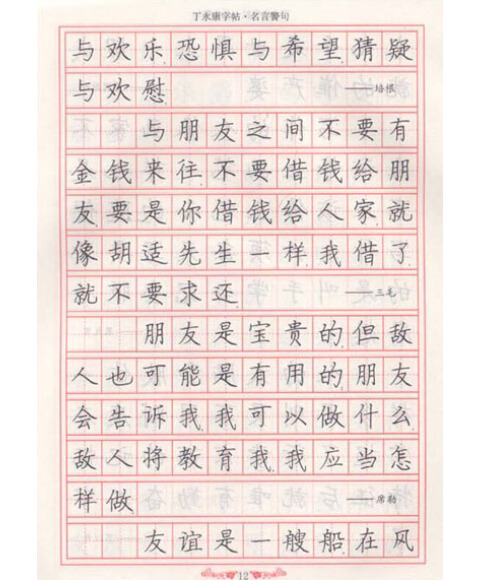 丁永康字帖·名言警句
与欢乐恐惧与希望猜疑
与欢慰 ——培根
与朋友之间不要有
金钱来往不要借钱给朋
友要是你借钱给人家就
像胡适先生一样我借了
就不要求还 ——三毛
朋友是宝贵的但敌
人也可能是有用的朋友
会告诉我我可以做什么
敌人将教育我我应当怎
样做 ——席勒
友谊是一艘船在风
12